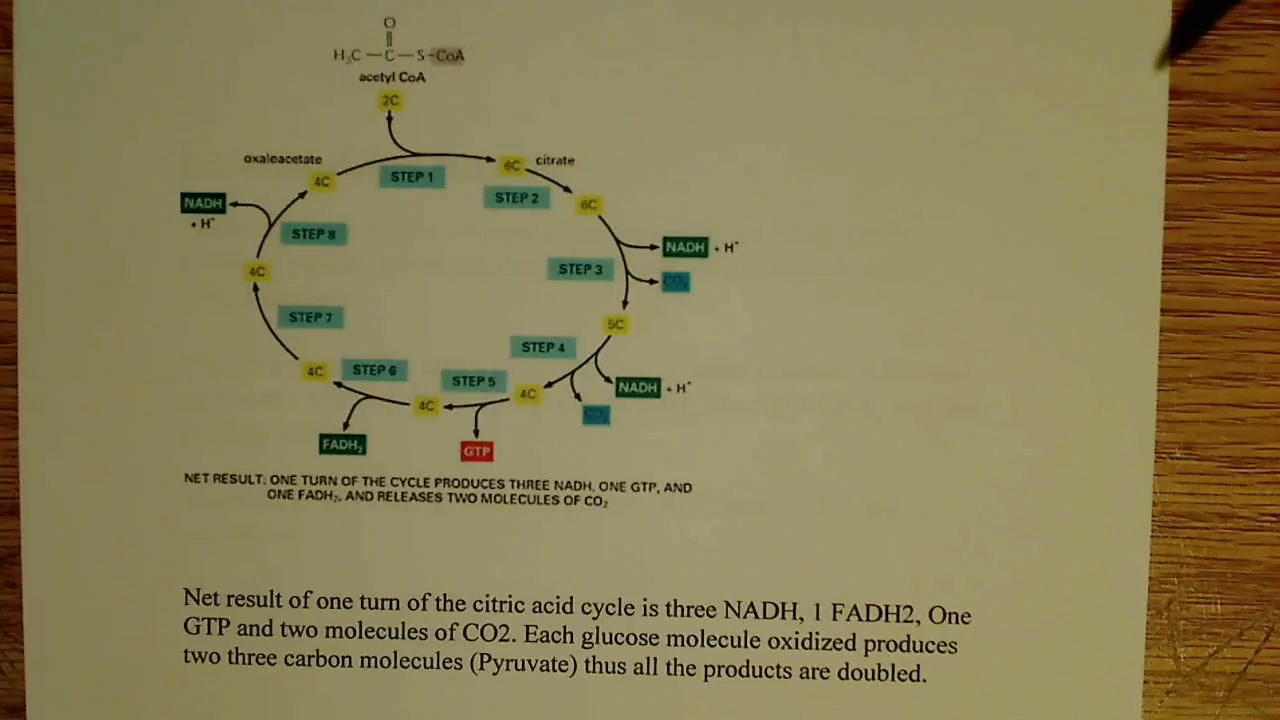 O
H₃C—C—S-CoA
acetyl CoA
2C
oxaloacetate
6C citrate
4C
STEP 1
STEP 2
6C
NADH
+ H⁺
STEP 8
NADH + H⁺
4C
STEP 3
CO₂
STEP 7
5C
STEP 4
4C
STEP 6
STEP 5
NADH + H⁺
4C
4C
CO₂
FADH₂
GTP
NET RESULT: ONE TURN OF THE CYCLE PRODUCES THREE NADH, ONE GTP, AND
ONE FADH₂, AND RELEASES TWO MOLECULES OF CO₂
Net result of one turn of the citric acid cycle is three NADH, 1 FADH2, One
GTP and two molecules of CO2. Each glucose molecule oxidized produces
two three carbon molecules (Pyruvate) thus all the products are doubled.